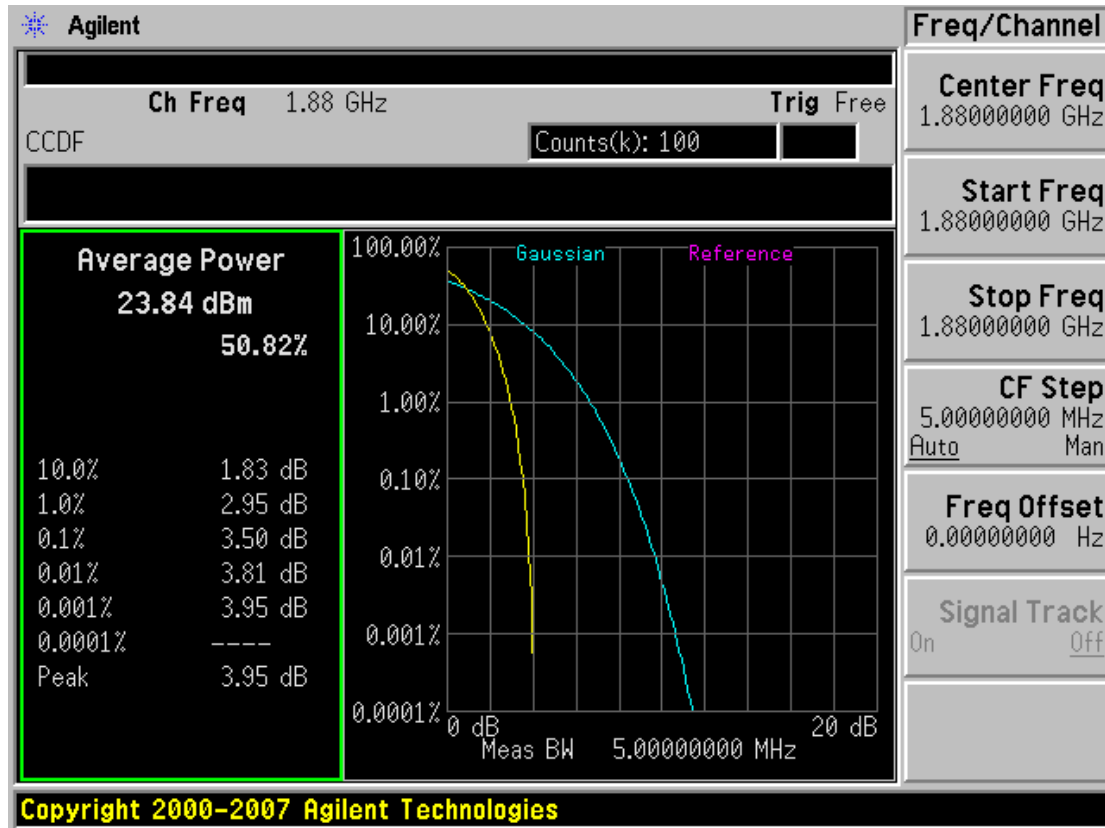 Agilent
Ch Freq 1.88 GHz Trig Free
CCDF Counts(k): 100
Average Power
23.84 dBm
50.82%
10.0% 1.83 dB
1.0% 2.95 dB
0.1% 3.50 dB
0.01% 3.81 dB
0.001% 3.95 dB
0.0001% ----
Peak 3.95 dB
Gaussian Reference
100.00%
10.00%
1.00%
0.10%
0.01%
0.001%
0.0001%
0 dB 20 dB
Meas BW 5.00000000 MHz
Freq/Channel
Center Freq
1.88000000 GHz
Start Freq
1.88000000 GHz
Stop Freq
1.88000000 GHz
CF Step
5.00000000 MHz
Auto Man
Freq Offset
0.00000000 Hz
Signal Track
On Off
Copyright 2000-2007 Agilent Technologies